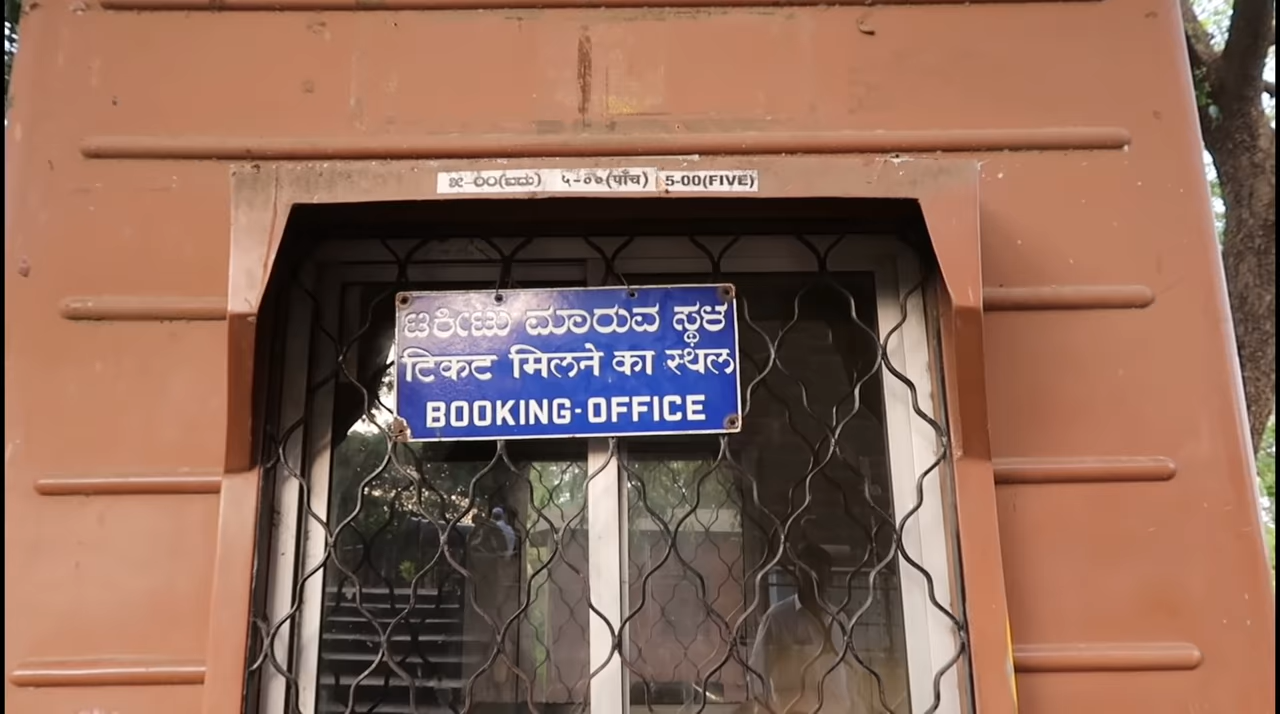 ೫-೦೦(ಐದು) ५-००(पाँच) 5-00(FIVE)
ಟಿಕೀಟು ಮಾರುವ ಸ್ಥಳ
टिकट मिलने का स्थल
BOOKING-OFFICE